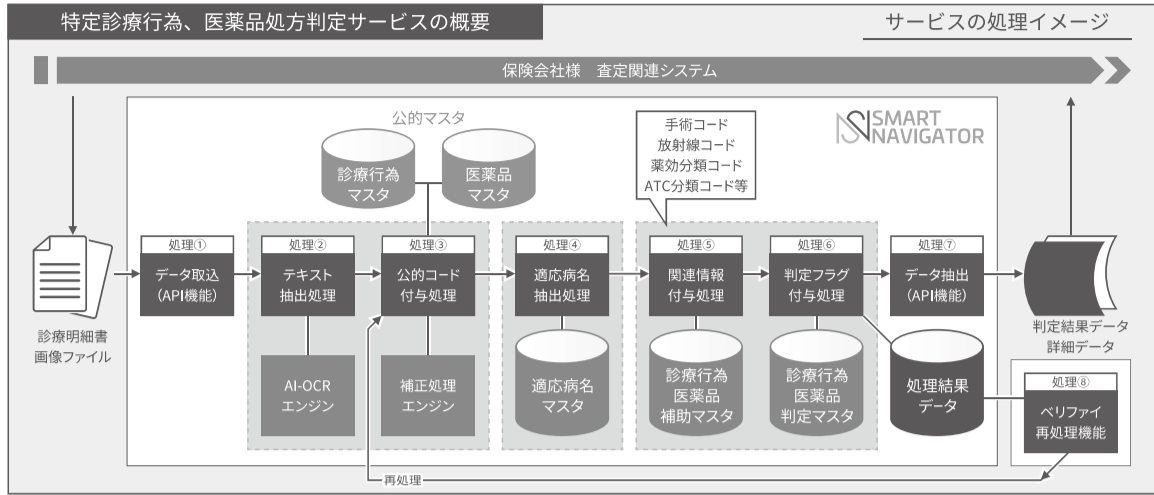 特定診療行為、医薬品処方判定サービスの概要
サービスの処理イメージ
保険会社様　査定関連システム
公的マスタ
診療行為
マスタ
医薬品
マスタ
手術コード
放射線コード
薬効分類コード
ATC分類コード等
SMART
NAVIGATOR
診療明細書
画像ファイル
処理①
データ取込
（API機能）
処理②
テキスト
抽出処理
処理③
公的コード
付与処理
処理④
適応病名
抽出処理
処理⑤
関連情報
付与処理
処理⑥
判定フラグ
付与処理
処理⑦
データ抽出
（API機能）
判定結果データ
詳細データ
AI-OCR
エンジン
補正処理
エンジン
適応病名
マスタ
診療行為
医薬品
補助マスタ
診療行為
医薬品
判定マスタ
処理結果
データ
処理⑧
ベリファイ
再処理機能
再処理